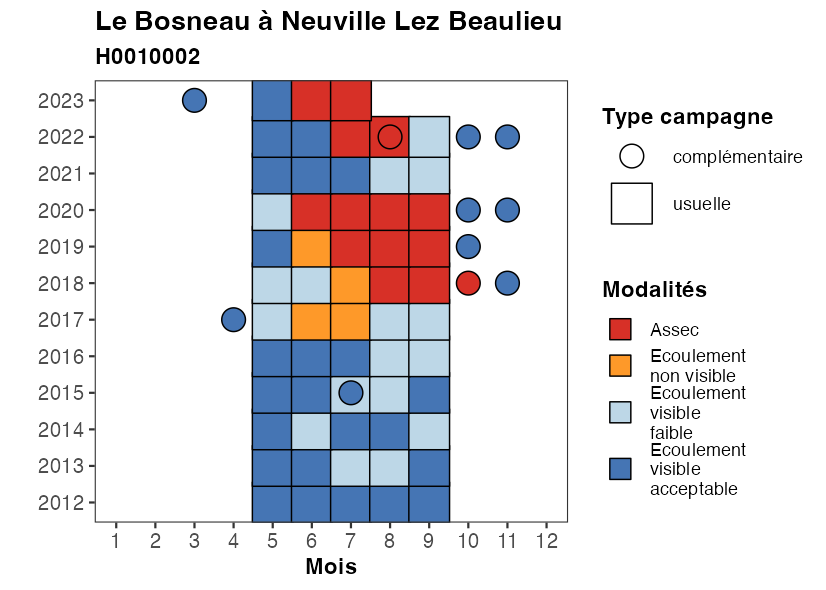 Le Bosneau à Neuville Lez Beaulieu
H0010002
2023
2022
2021
2020
2019
2018
2017
2016
2015
2014
2013
2012
1 2 3 4 5 6 7 8 9 10 11 12
Mois
Type campagne
complémentaire
usuelle
Modalités
Assec
Ecoulement
non visible
Ecoulement
visible
faible
Ecoulement
visible
acceptable